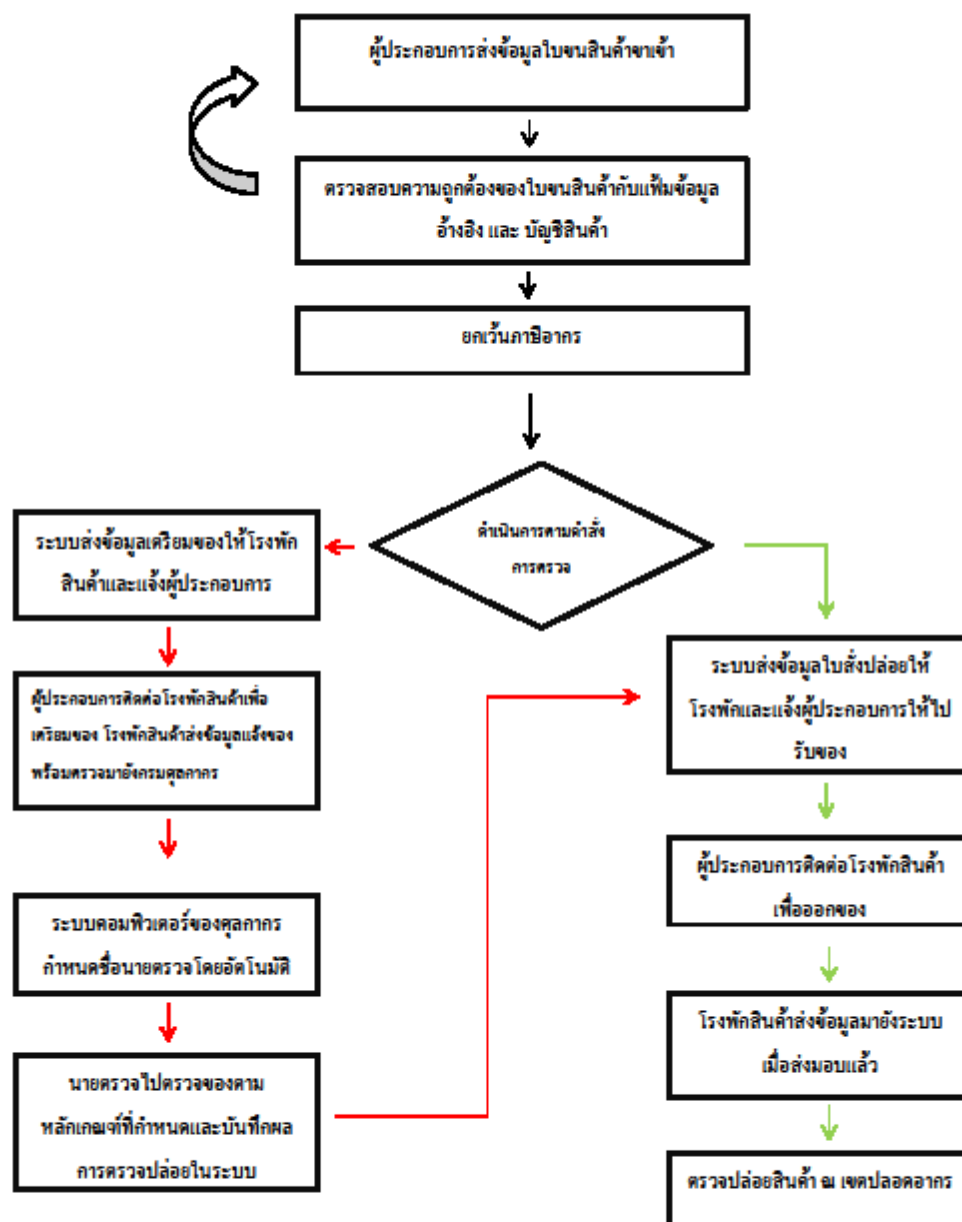 ผู้ประกอบการส่งข้อมูลใบขนสินค้าขาเข้า
ตรวจสอบความถูกต้องของใบขนสินค้ากับแฟ้มข้อมูล
อ้างอิง และ บัญชีสินค้า
ยกเว้นภาษีอากร
ดำเนินการตามคำสั่ง
การตรวจ
ระบบส่งข้อมูลเตรียมของให้โรงพัก
สินค้าและแจ้งผู้ประกอบการ
ผู้ประกอบการติดต่อโรงพักสินค้าเพื่อ
เตรียมของ โรงพักสินค้าส่งข้อมูลแจ้งของ
พร้อมตรวจมายังกรมศุลกากร
ระบบคอมพิวเตอร์ของศุลกากร
กำหนดชื่อนายตรวจโดยอัตโนมัติ
นายตรวจไปตรวจของตาม
หลักเกณฑ์ที่กำหนดและบันทึกผล
การตรวจปล่อยในระบบ
ระบบส่งข้อมูลใบสั่งปล่อยให้
โรงพักและแจ้งผู้ประกอบการให้ไป
รับของ
ผู้ประกอบการติดต่อโรงพักสินค้า
เพื่อออกของ
โรงพักสินค้าส่งข้อมูลมายังระบบ
เมื่อส่งมอบแล้ว
ตรวจปล่อยสินค้า ณ เขตปลอดอากร